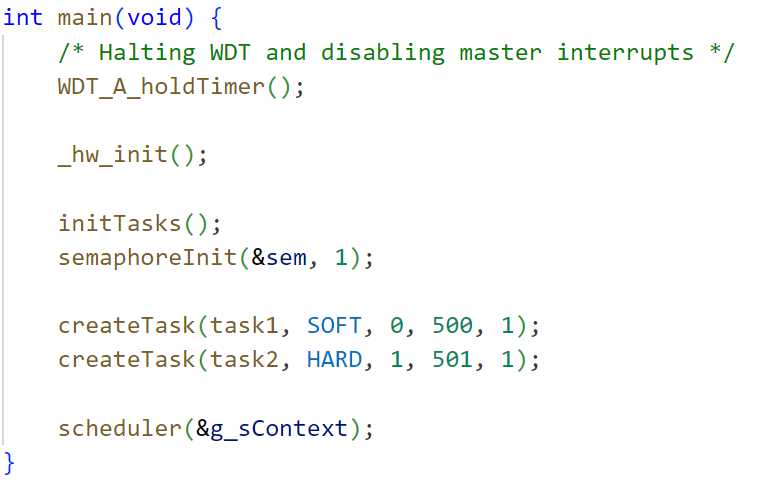 int main(void) {
    /* Halting WDT and disabling master interrupts */
    WDT_A_holdTimer();
    _hw_init();
    initTasks();
    semaphoreInit(&sem, 1);
    createTask(task1, SOFT, 0, 500, 1);
    createTask(task2, HARD, 1, 501, 1);
    scheduler(&g_sContext);
}